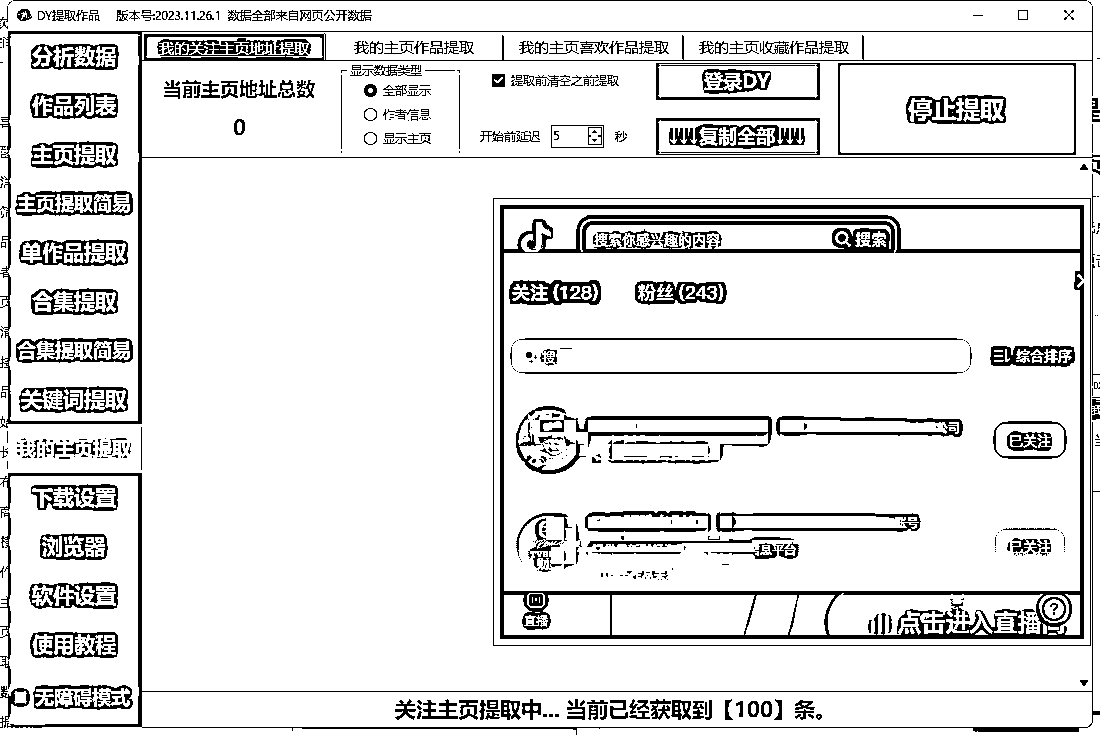 DY提取作品 版本号:2023.11.26.1 数据全部来自网页公开数据
分析数据
作品列表
主页提取
主页提取简易
单作品提取
合集提取
合集提取简易
关键词提取
我的主页提取
下载设置
浏览器
软件设置
使用教程
无障碍模式
我的关注主页地址提取 我的主页作品提取 我的主页喜欢作品提取 我的主页收藏作品提取
当前主页地址总数
0
显示数据类型
全部显示
作者信息
显示主页
提取前清空之前提取
开始前延迟 5 秒
登录DY
复制全部
停止提取
搜索你感兴趣的内容 搜索
关注 (128) 粉丝 (243)
搜
综合排序
司
已关注
号
息平台
已关注
直播
点击进入直播
关注主页提取中... 当前已经获取到【100】条。